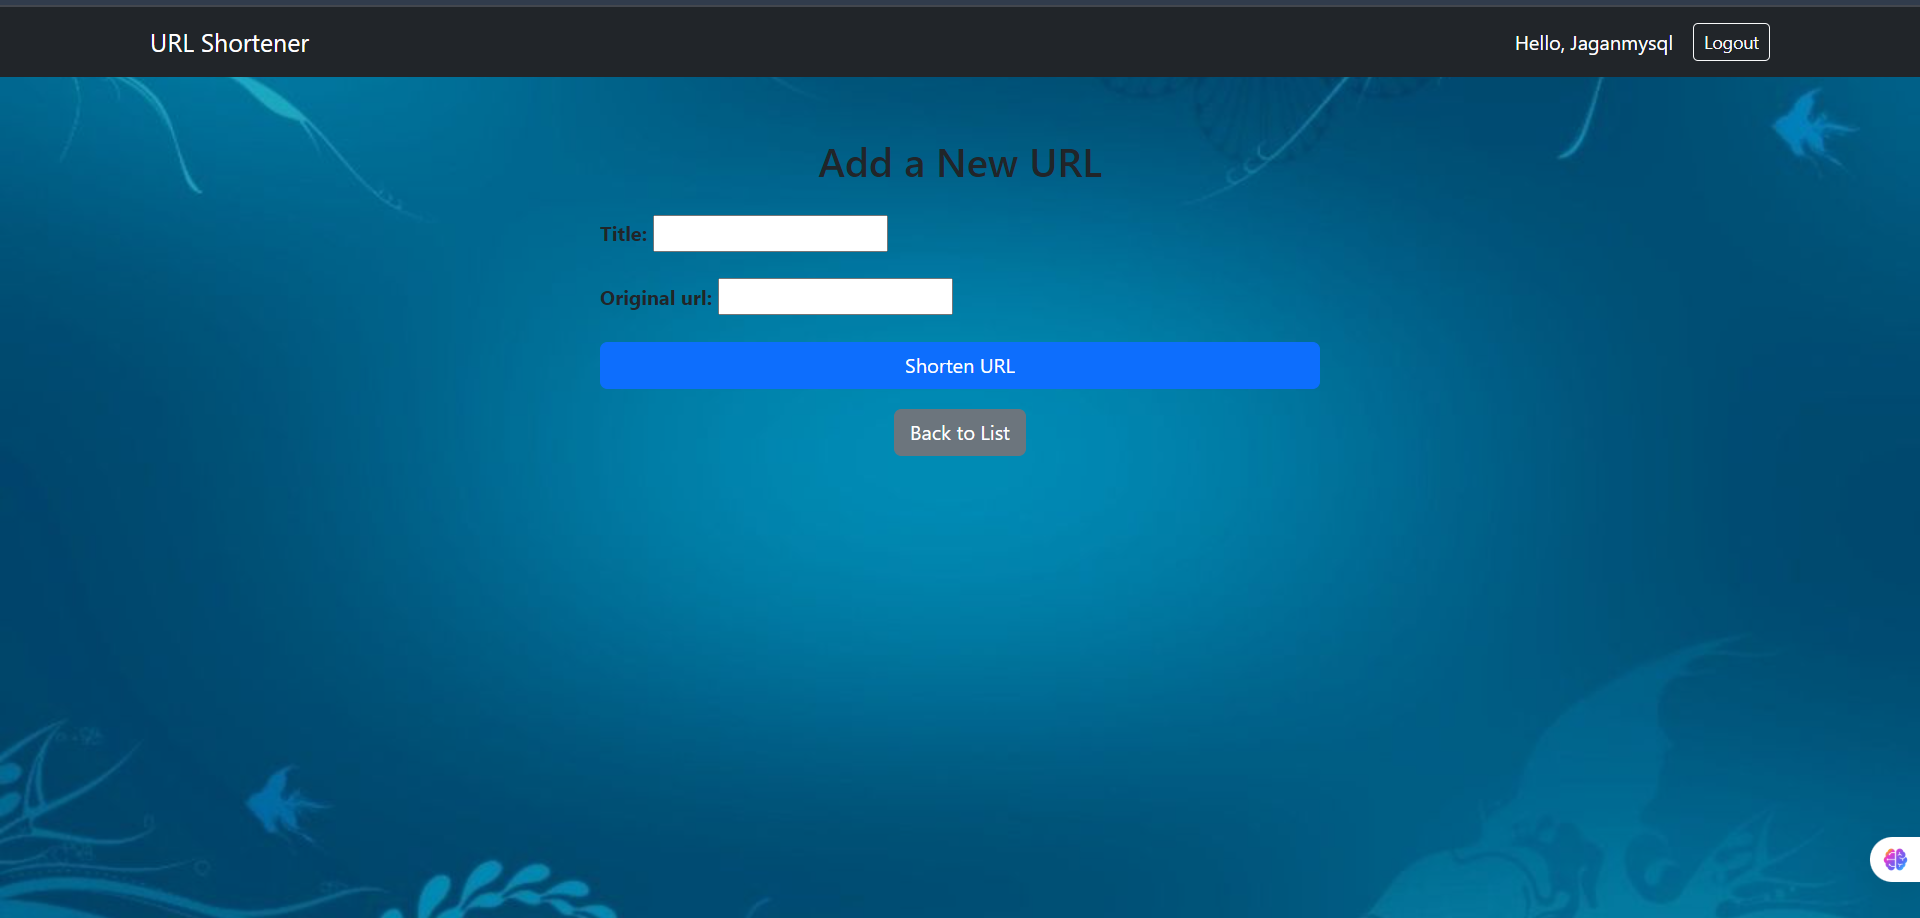 URL Shortener
Hello, Jaganmysql
Logout
Add a New URL
Title:
Original url:
Shorten URL
Back to List